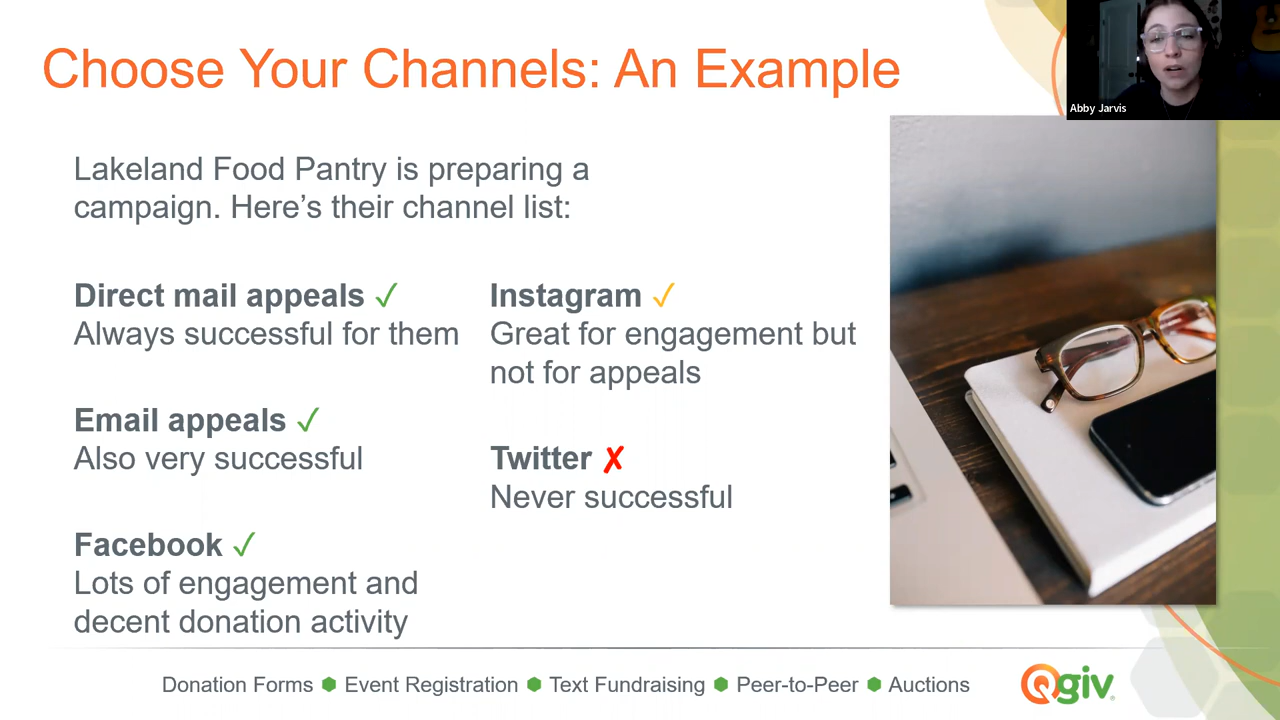 Choose Your Channels: An Example
Abby Jarvis
Lakeland Food Pantry is preparing a
campaign. Here’s their channel list:
Direct mail appeals ✓
Always successful for them
Email appeals ✓
Also very successful
Facebook ✓
Lots of engagement and
decent donation activity
Instagram ✓
Great for engagement but
not for appeals
Twitter ✗
Never successful
Donation Forms ⬢ Event Registration ⬢ Text Fundraising ⬢ Peer-to-Peer ⬢ Auctions
Qgiv